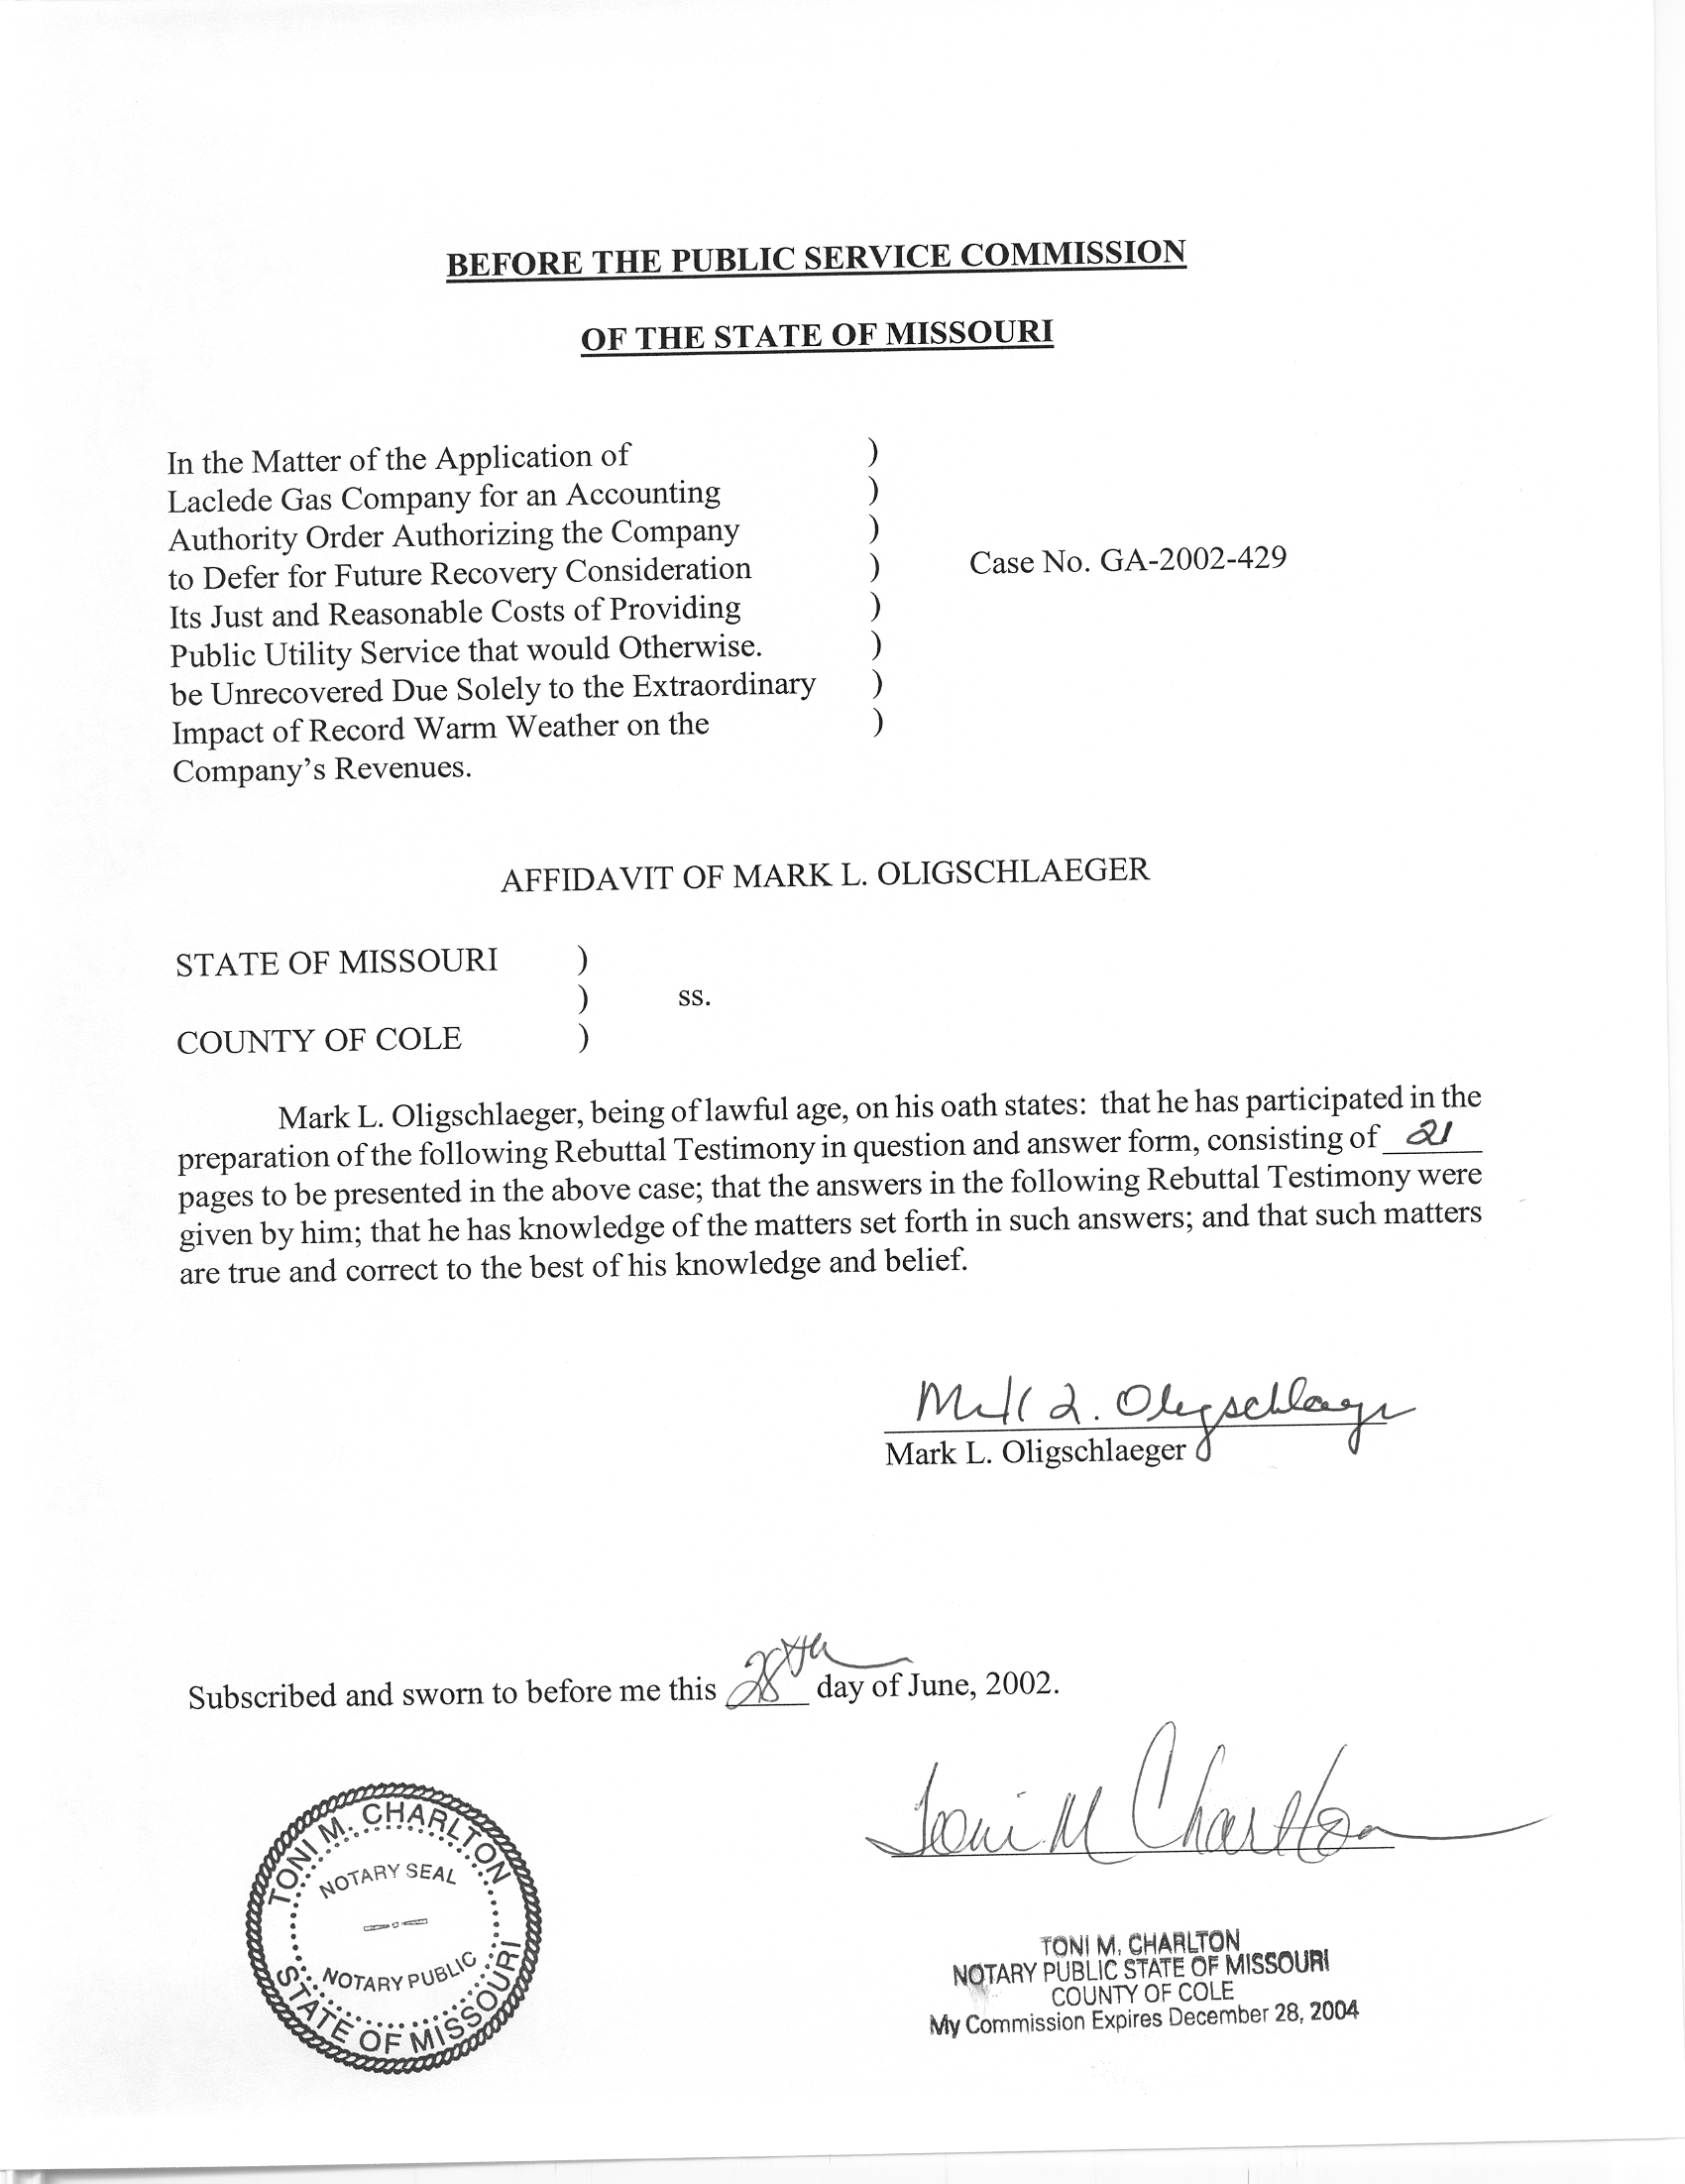 BEFORE THE PUBLIC SERVICE COMMISSION
OF THE STATE OF MISSOURI
In the Matter of the Application of )
Laclede Gas Company for an Accounting )
Authority Order Authorizing the Company )
to Defer for Future Recovery Consideration ) Case No. GA-2002-429
Its Just and Reasonable Costs of Providing )
Public Utility Service that would Otherwise. )
be Unrecovered Due Solely to the Extraordinary )
Impact of Record Warm Weather on the )
Company's Revenues.
AFFIDAVIT OF MARK L. OLIGSCHLAEGER
STATE OF MISSOURI )
) ss.
COUNTY OF COLE )
Mark L. Oligschlaeger, being of lawful age, on his oath states: that he has participated in the
preparation of the following Rebuttal Testimony in question and answer form, consisting of 21
pages to be presented in the above case; that the answers in the following Rebuttal Testimony were
given by him; that he has knowledge of the matters set forth in such answers; and that such matters
are true and correct to the best of his knowledge and belief.
Mark L. Oligschlaeger
Mark L. Oligschlaeger
Subscribed and sworn to before me this 28th day of June, 2002.
Toni M Charlton
TONI M. CHARLTON
NOTARY SEAL
NOTARY PUBLIC
STATE OF MISSOURI
TONI M. CHARLTON
NOTARY PUBLIC STATE OF MISSOURI
COUNTY OF COLE
My Commission Expires December 28, 2004